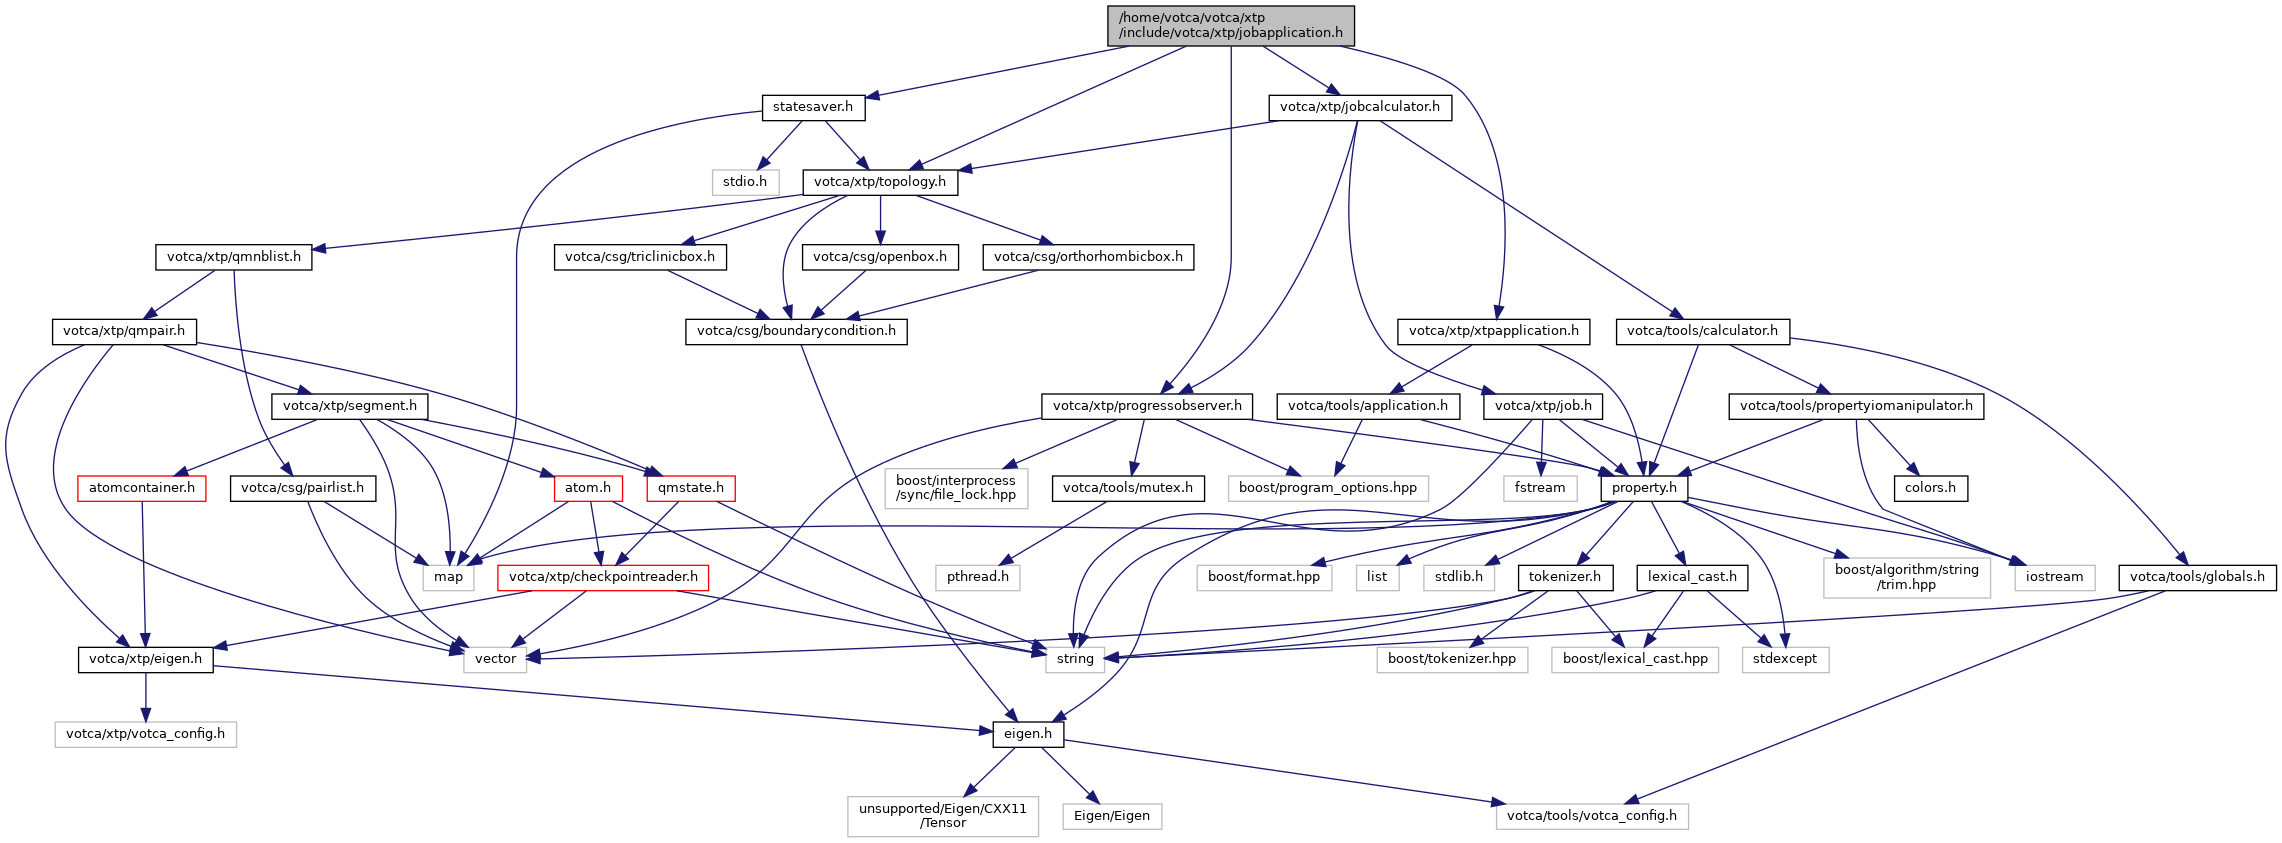 /home/votca/votca/xtp
/include/votca/xtp/jobapplication.h
statesaver.h
votca/xtp/jobcalculator.h
stdio.h
votca/xtp/topology.h
votca/xtp/qmnblist.h
votca/csg/triclinicbox.h
votca/csg/openbox.h
votca/csg/orthorhombicbox.h
votca/xtp/qmpair.h
votca/csg/boundarycondition.h
votca/xtp/xtpapplication.h
votca/tools/calculator.h
votca/xtp/segment.h
votca/xtp/progressobserver.h
votca/tools/application.h
votca/xtp/job.h
votca/tools/propertyiomanipulator.h
atomcontainer.h
votca/csg/pairlist.h
atom.h
qmstate.h
boost/interprocess
/sync/file_lock.hpp
votca/tools/mutex.h
boost/program_options.hpp
fstream
property.h
colors.h
map
votca/xtp/checkpointreader.h
pthread.h
boost/format.hpp
list
stdlib.h
tokenizer.h
lexical_cast.h
boost/algorithm/string
/trim.hpp
iostream
votca/tools/globals.h
votca/xtp/eigen.h
vector
string
boost/tokenizer.hpp
boost/lexical_cast.hpp
stdexcept
votca/xtp/votca_config.h
eigen.h
unsupported/Eigen/CXX11
/Tensor
Eigen/Eigen
votca/tools/votca_config.h